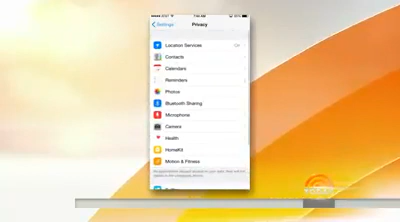 Settings
Privacy
Location Services
On
Contacts
Calendars
Reminders
Photos
Bluetooth Sharing
Microphone
Camera
Health
HomeKit
Motion & Fitness